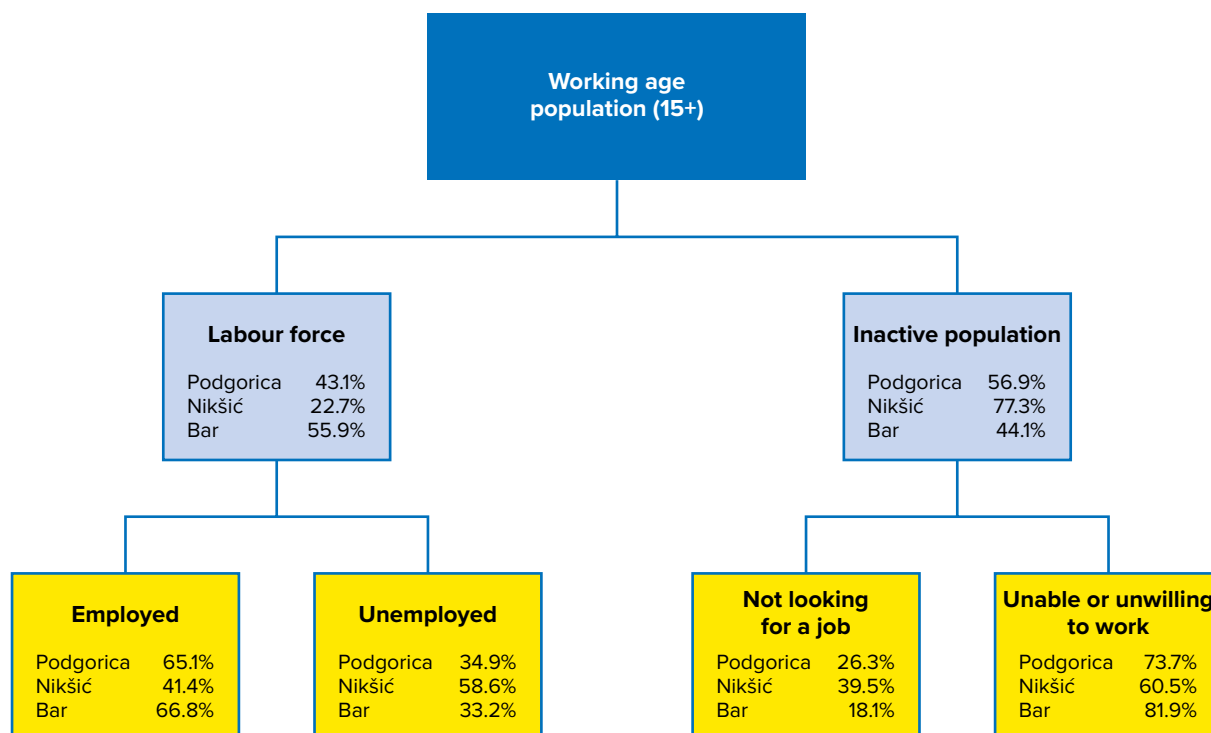 Working age
population (15+)
Labour force
Podgorica 43.1%
Nikšić 22.7%
Bar 55.9%
Inactive population
Podgorica 56.9%
Nikšić 77.3%
Bar 44.1%
Employed
Podgorica 65.1%
Nikšić 41.4%
Bar 66.8%
Unemployed
Podgorica 34.9%
Nikšić 58.6%
Bar 33.2%
Not looking
for a job
Podgorica 26.3%
Nikšić 39.5%
Bar 18.1%
Unable or unwilling
to work
Podgorica 73.7%
Nikšić 60.5%
Bar 81.9%